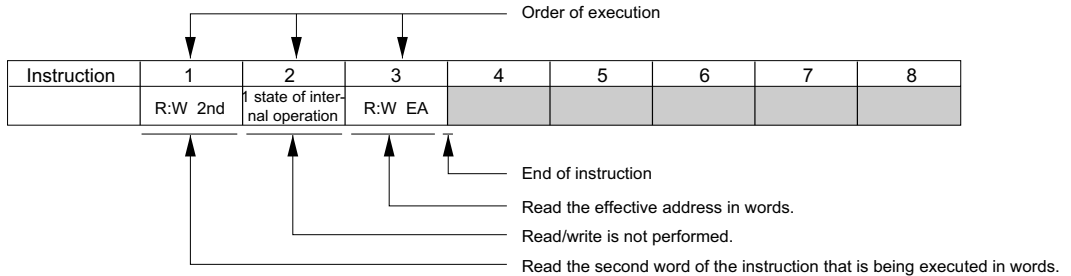 Order of execution
Instruction 1 2 3 4 5 6 7 8
R:W 2nd 1 state of inter-nal operation R:W EA
End of instruction
Read the effective address in words.
Read/write is not performed.
Read the second word of the instruction that is being executed in words.